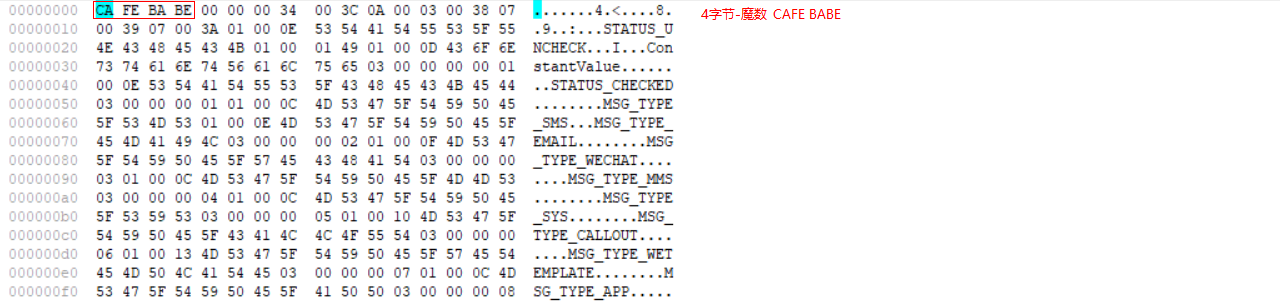 00000000 CA FE BA BE 00 00 00 34 00 3C 0A 00 03 00 38 07 .......4.<....8. 4字节-魔数 CAFE BABE
00000010 00 39 07 00 3A 01 00 0E 53 54 41 54 55 53 5F 55 .9..:...STATUS_U
00000020 4E 43 48 45 43 4B 01 00 01 49 01 00 0D 43 6F 6E NCHECK...I...Con
00000030 73 74 61 6E 74 56 61 6C 75 65 03 00 00 00 00 01 stantValue......
00000040 00 0E 53 54 41 54 55 53 5F 43 48 45 43 4B 45 44 ..STATUS_CHECKED
00000050 03 00 00 00 01 01 00 0C 4D 53 47 5F 54 59 50 45 ........MSG_TYPE
00000060 5F 53 4D 53 01 00 0E 4D 53 47 5F 54 59 50 45 5F _SMS...MSG_TYPE_
00000070 45 4D 41 49 4C 03 00 00 00 02 01 00 0F 4D 53 47 EMAIL........MSG
00000080 5F 54 59 50 45 5F 57 45 43 48 41 54 03 00 00 00 _TYPE_WECHAT....
00000090 03 01 00 0C 4D 53 47 5F 54 59 50 45 5F 4D 4D 53 ....MSG_TYPE_MMS
000000a0 03 00 00 00 04 01 00 0C 4D 53 47 5F 54 59 50 45 ........MSG_TYPE
000000b0 5F 53 59 53 03 00 00 00 05 01 00 10 4D 53 47 5F _SYS........MSG_
000000c0 54 59 50 45 5F 43 41 4C 4C 4F 55 54 03 00 00 00 TYPE_CALLOUT....
000000d0 06 01 00 13 4D 53 47 5F 54 59 50 45 5F 57 45 54 ....MSG_TYPE_WET
000000e0 45 4D 50 4C 41 54 45 03 00 00 00 07 01 00 0C 4D EMPLATE........M
000000f0 53 47 5F 54 59 50 45 5F 41 50 50 03 00 00 00 08 SG_TYPE_APP.....